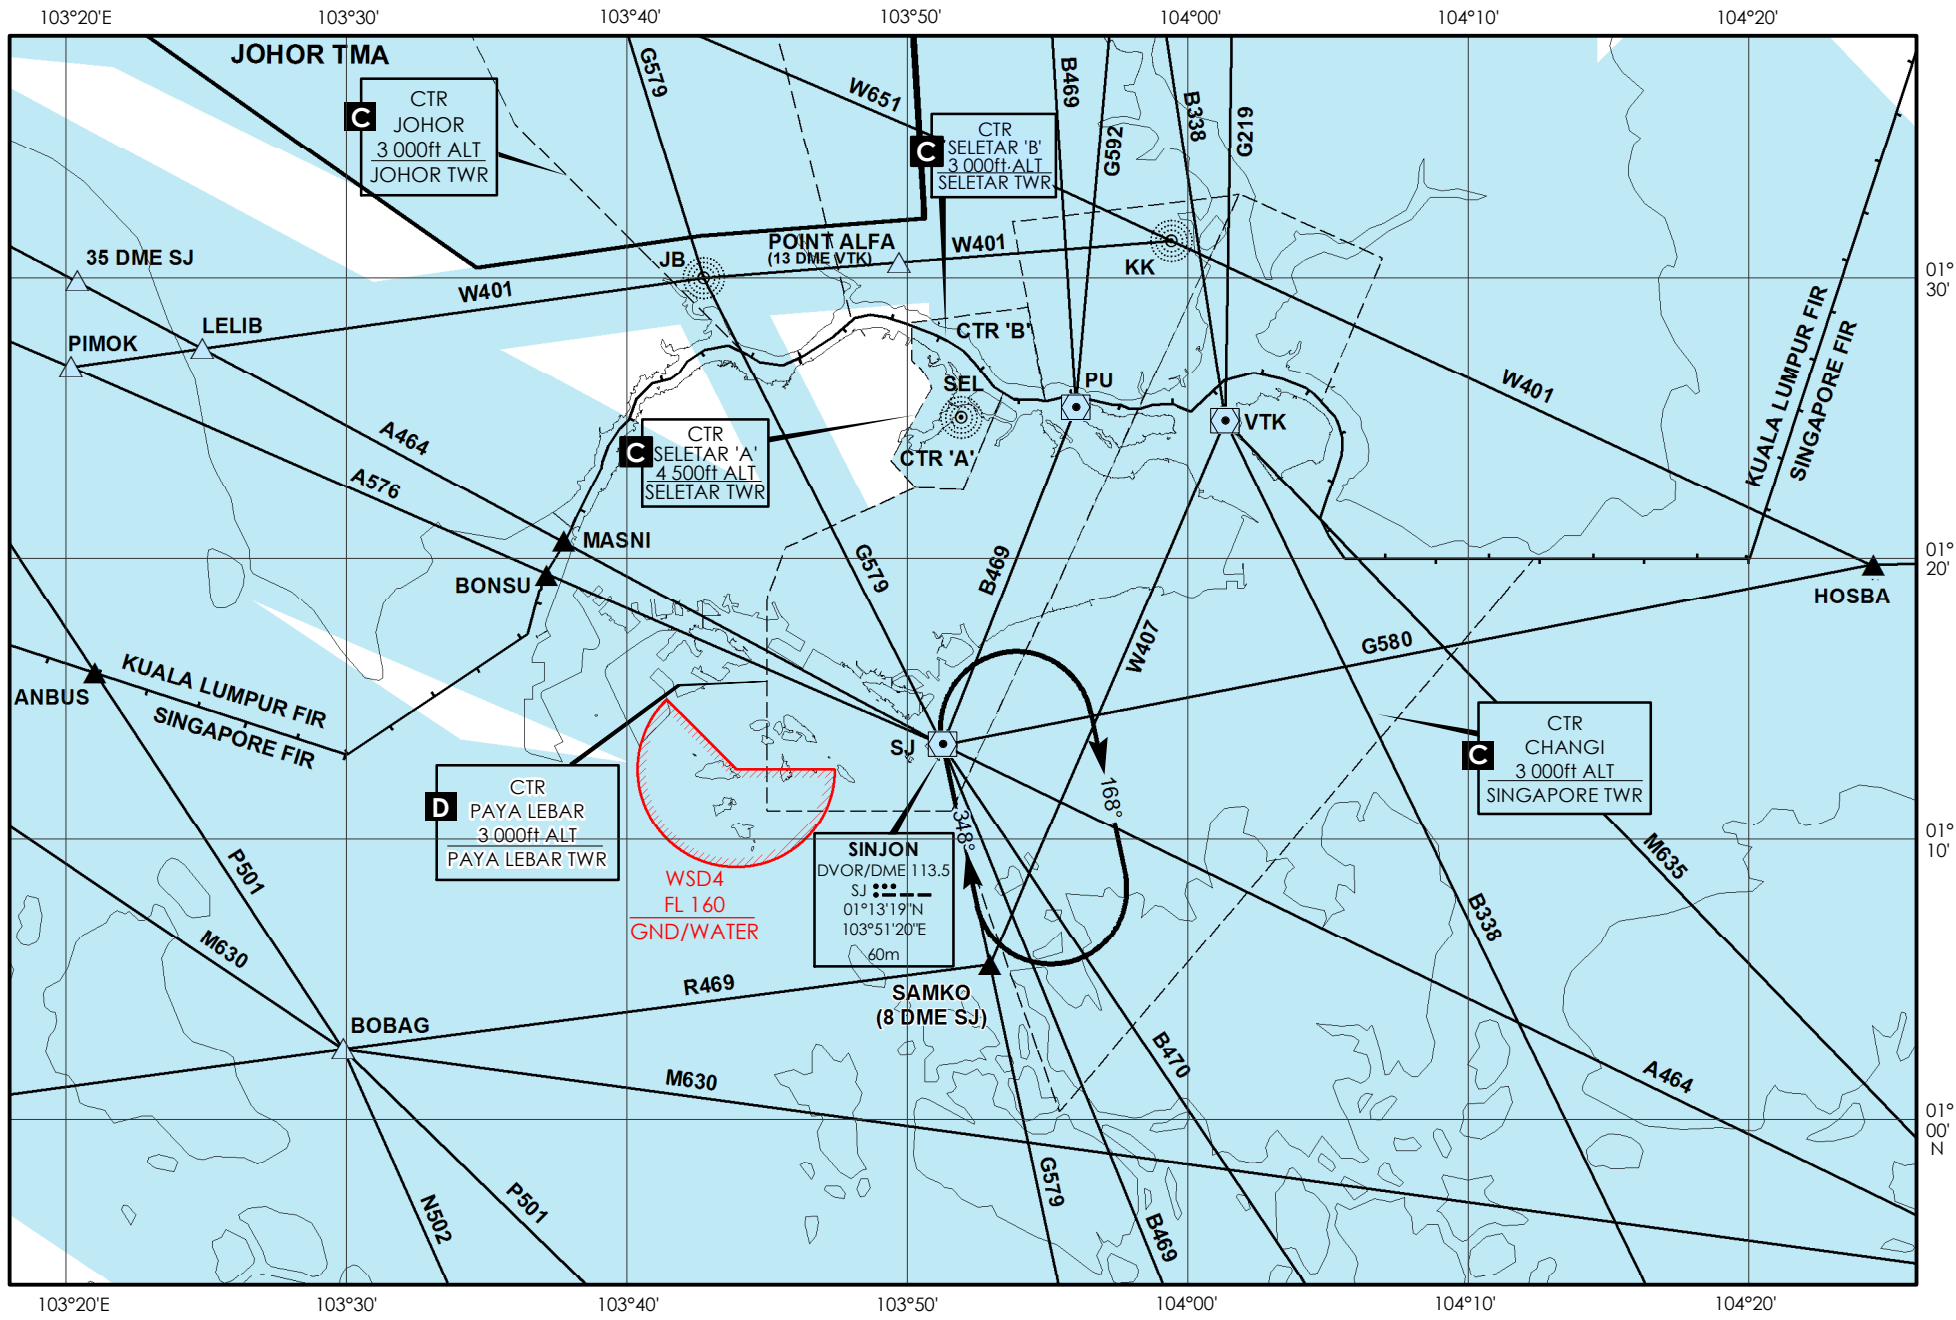 103°20'E
103°40'
103°50'
104°00'
104°10'
104°20'
JOHOR TMA
C
CTR
JOHOR
3 000ft ALT
JOHOR TWR
G579
W651
B469
G592
B338
G219
C
CTR
SELETAR 'B'
3 000ft ALT
SELETAR TWR
35 DME SJ
JB
POINT ALFA
(13 DME VTK)
W401
KK
01°
30'
W401
LELIB
PIMOK
CTR 'B'
KUALA LUMPUR FIR
SINGAPORE FIR
SEL
PU
VTK
W401
A464
C
CTR
SELETAR 'A'
4 500ft ALT
SELETAR TWR
CTR 'A'
A576
MASNI
BONSU
G579
B469
01°
20'
HOSBA
W407
G580
ANBUS
KUALA LUMPUR FIR
SINGAPORE FIR
SJ
C
CTR
CHANGI
3 000ft ALT
SINGAPORE TWR
D
CTR
PAYA LEBAR
3 000ft ALT
PAYA LEBAR TWR
168°
348°
01°
10'
SINJON
DVOR/DME 113.5
SJ
01°13'19"N
103°51'20"E
60m
WSD4
FL 160
GND/WATER
P501
M630
M635
B338
R469
SAMKO
(8 DME SJ)
BOBAG
M630
B470
A464
01°
00'
N
N502
P501
G579
B469
103°20'E
103°30'
103°40'
103°50'
104°00'
104°10'
104°20'